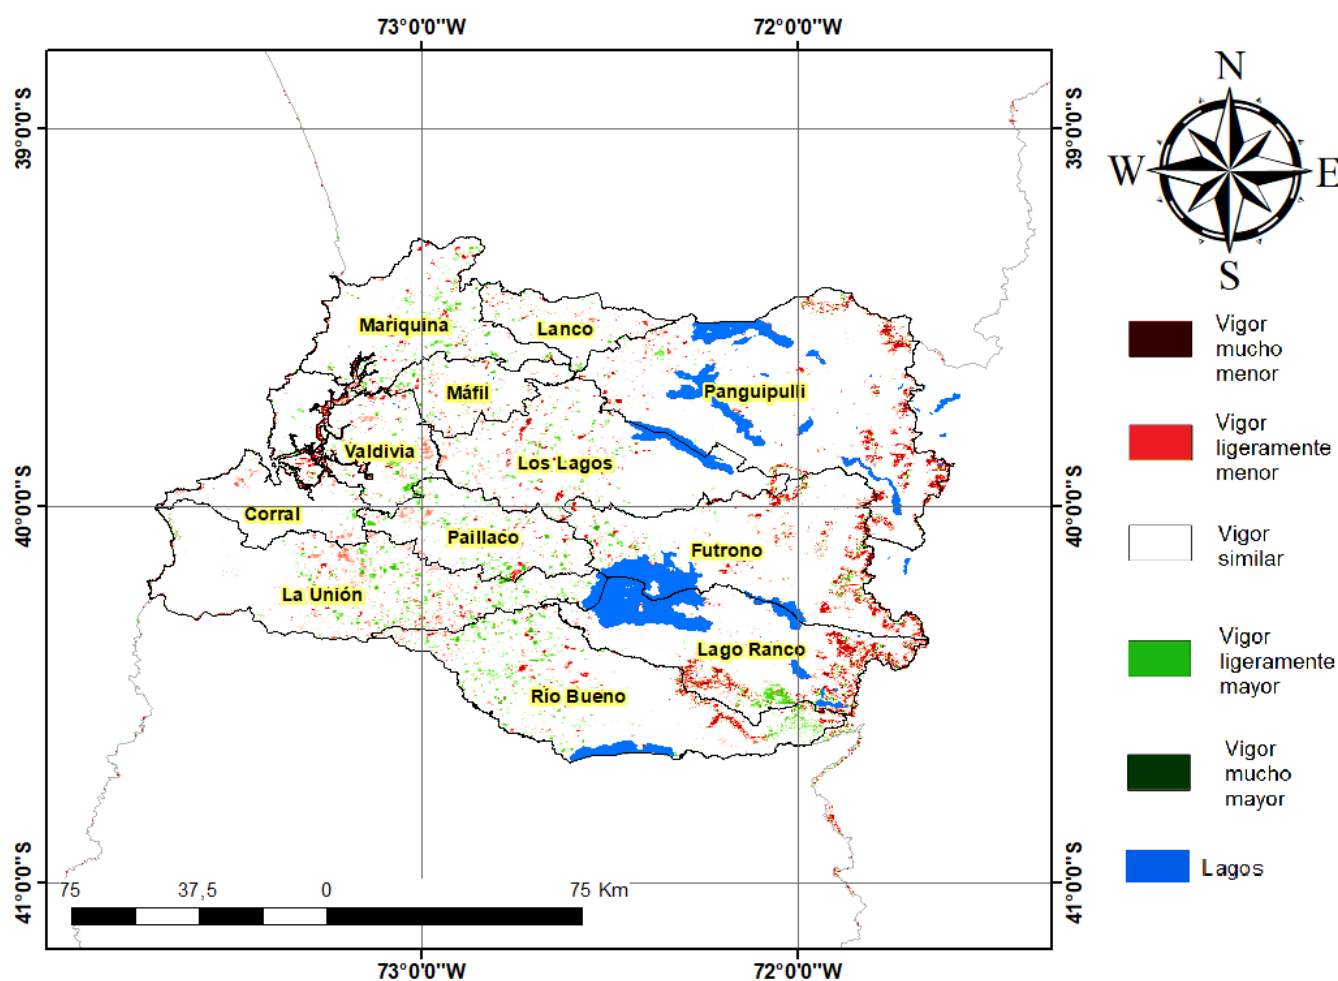 73°0'0"W
72°0'0"W
39°0'0"S
39°0'0"S
N
W
E
S
Mariquina
Lanco
Máfil
Panguipulli
Valdivia
Los Lagos
Corral
Paillaco
Futrono
La Unión
Lago Ranco
Río Bueno
40°0'0"S
40°0'0"S
41°0'0"S
41°0'0"S
75
37,5
0
75 Km
73°0'0"W
72°0'0"W
Vigor
mucho
menor
Vigor
ligeramente
menor
Vigor
similar
Vigor
ligeramente
mayor
Vigor
mucho
mayor
Lagos